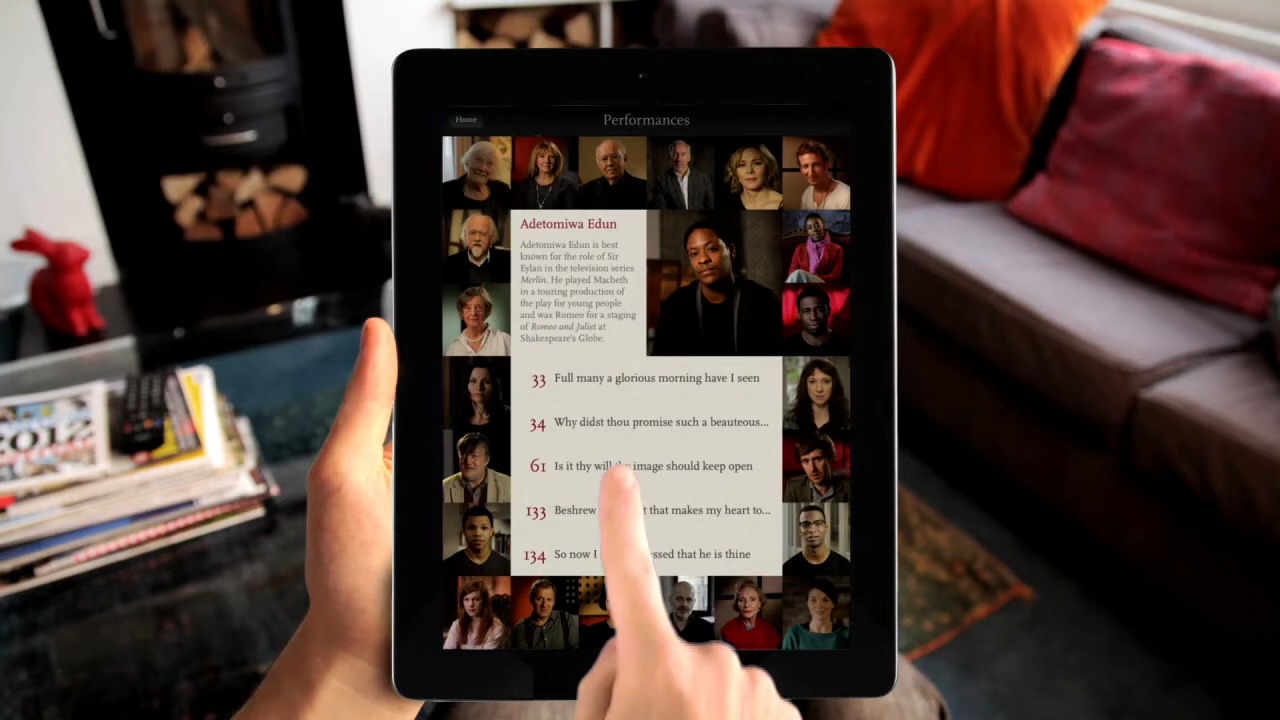 Home
Performances
Adetomiwa Edun
Adetomiwa Edun is best
known for the role of Sir
Eylan in the television series
Merlin. He played Macbeth
in a touring production of
the play for young people
and was Romeo for a staging
of Romeo and Juliet at
Shakespeare's Globe.
33 Full many a glorious morning have I seen
34 Why didst thou promise such a beauteous...
61 Is it thy will image should keep open
133 Beshrew that makes my heart to...
134 So now I he is thine
2012